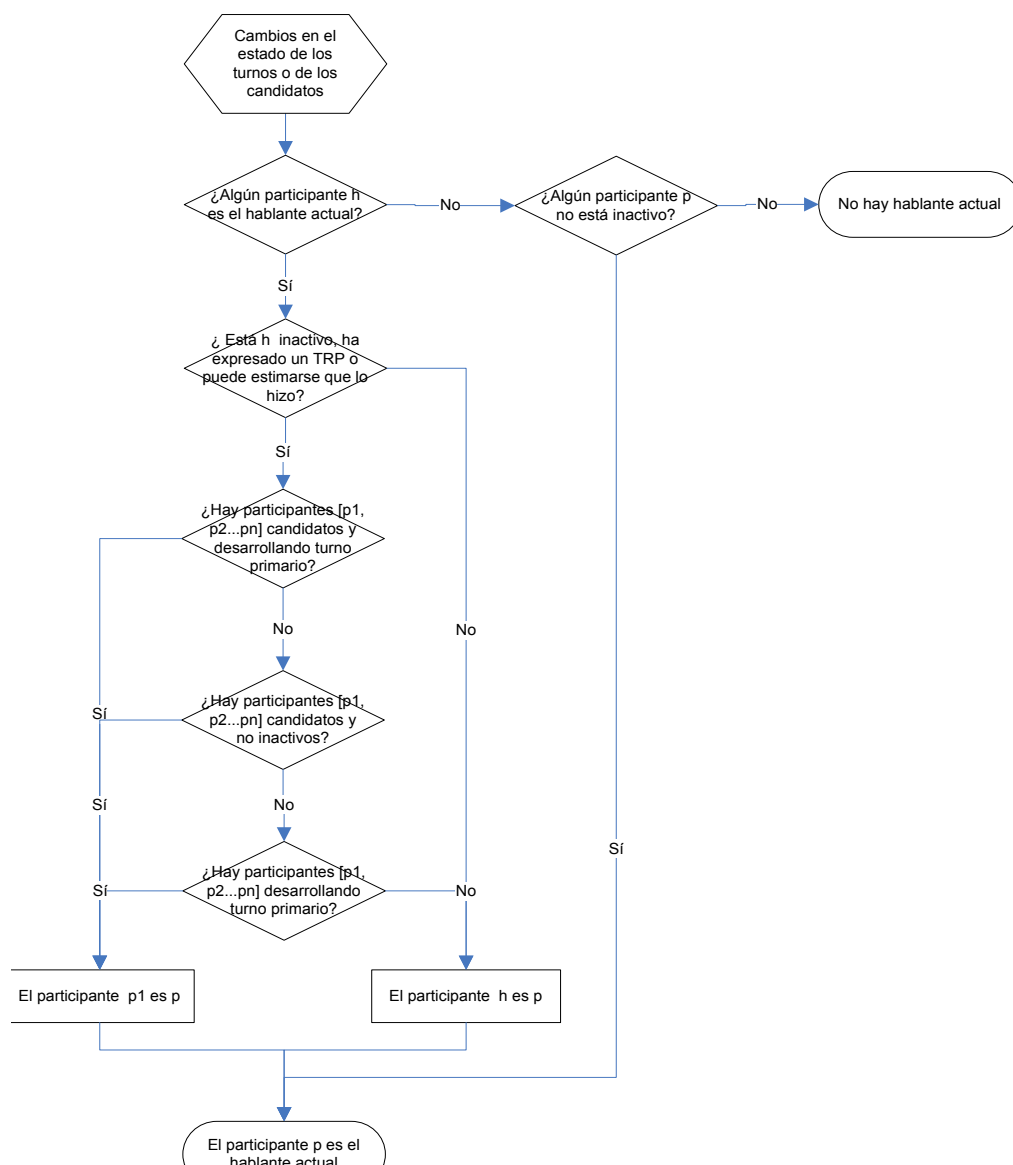 Cambios en el
estado de los
turnos o de los
candidatos
¿Algún participante h
es el hablante actual?
No
¿Algún participante p
no está inactivo?
No
No hay hablante actual
Sí
¿ Está h  inactivo, ha
expresado un TRP o
puede estimarse que lo
hizo?
Sí
¿Hay participantes [p1,
p2...pn] candidatos y
desarrollando turno
primario?
No
No
¿Hay participantes [p1,
p2...pn] candidatos y
no inactivos?
Sí
Sí
No
Sí
¿Hay participantes [p1,
p2...pn] desarrollando
turno primario?
Sí
No
El participante  p1 es p
El participante  h es p
El participante p es el
hablante actual